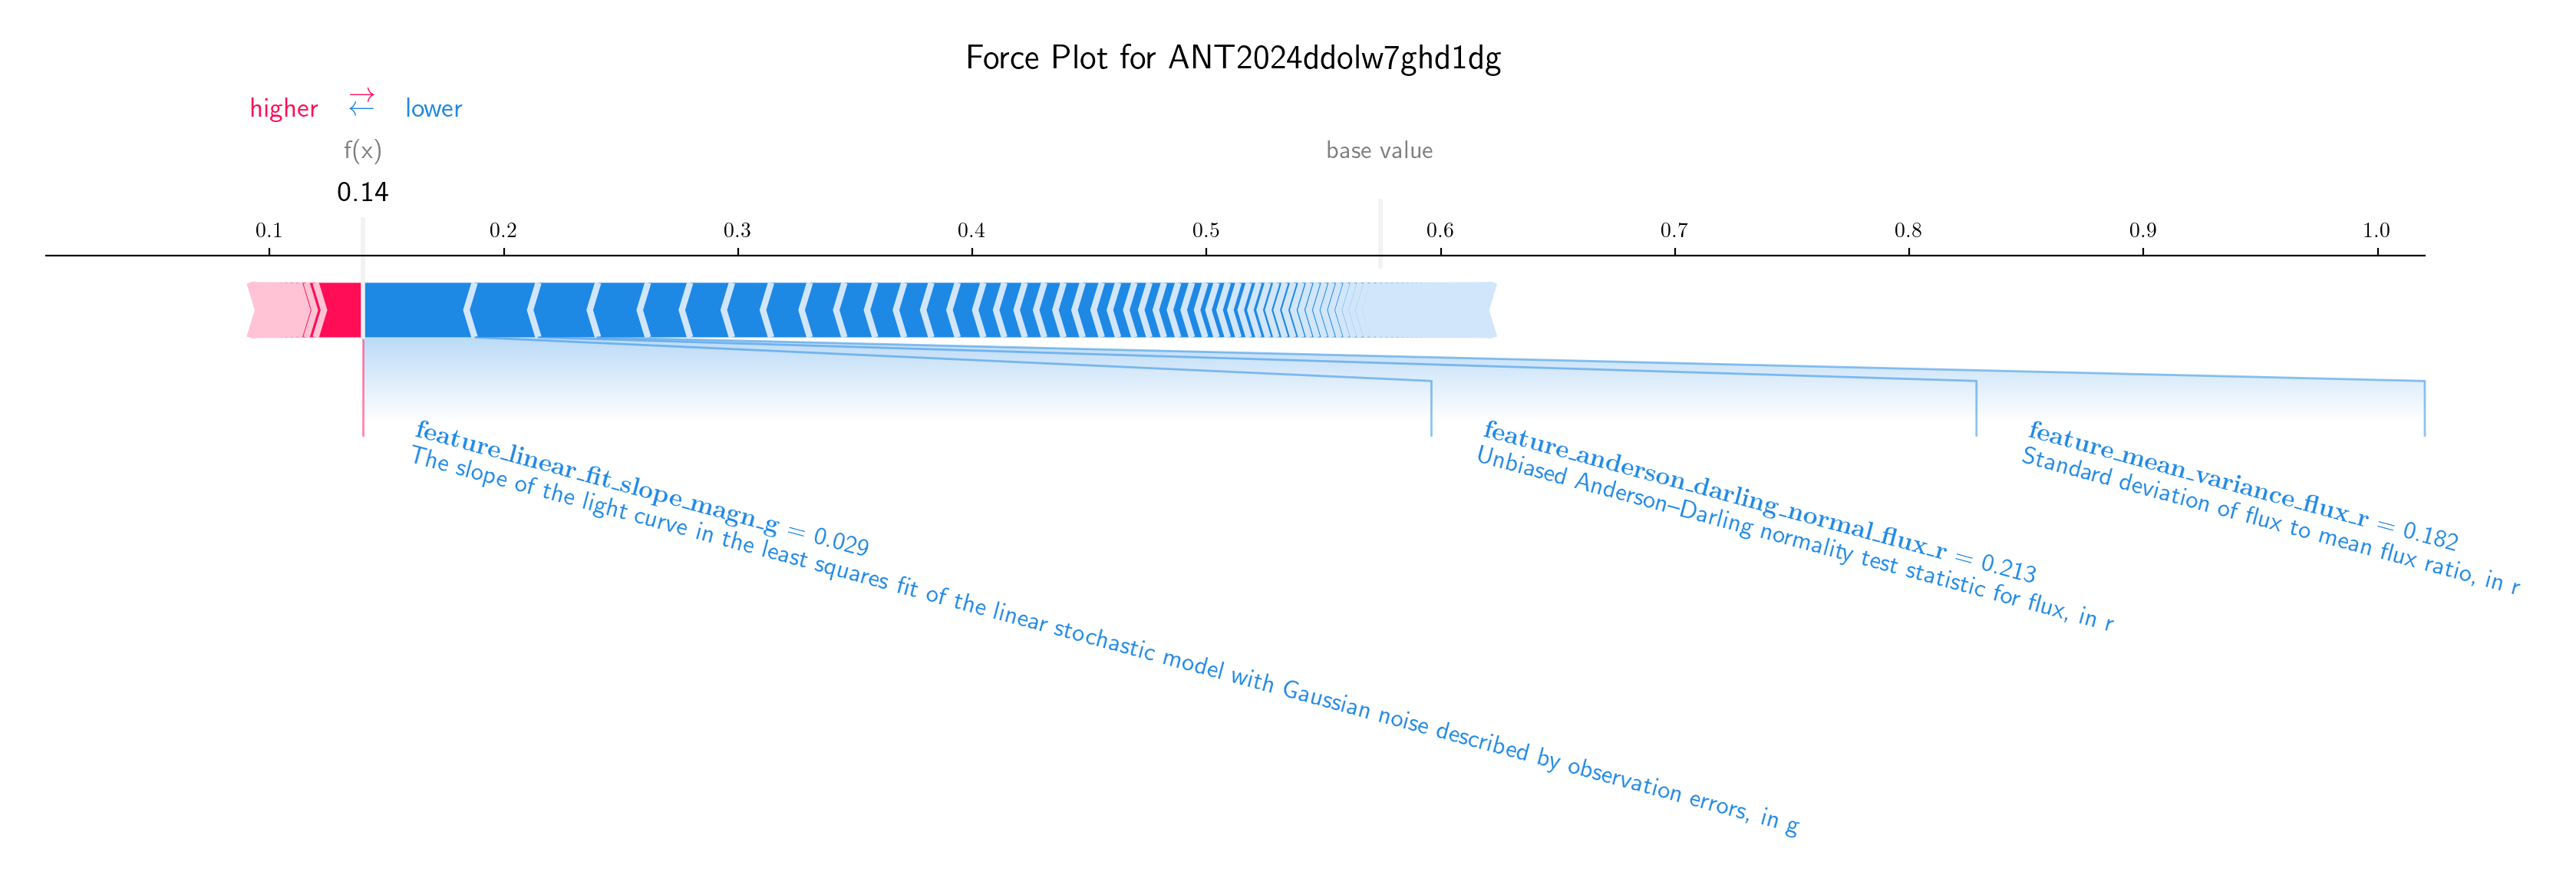 Force Plot for ANT2024ddolw7ghd1dg
higher → ← lower
f(x)
base value
0.14
0.1 0.2 0.3 0.4 0.5 0.6 0.7 0.8 0.9 1.0
feature_linear_fit_slope_magn_g = 0.029
The slope of the light curve in the least squares fit of the linear stochastic model with Gaussian noise described by observation errors, in g
feature_anderson_darling_normal_flux_r = 0.213
Unbiased Anderson–Darling normality test statistic for flux, in r
feature_mean_variance_flux_r = 0.182
Standard deviation of flux to mean flux ratio, in r